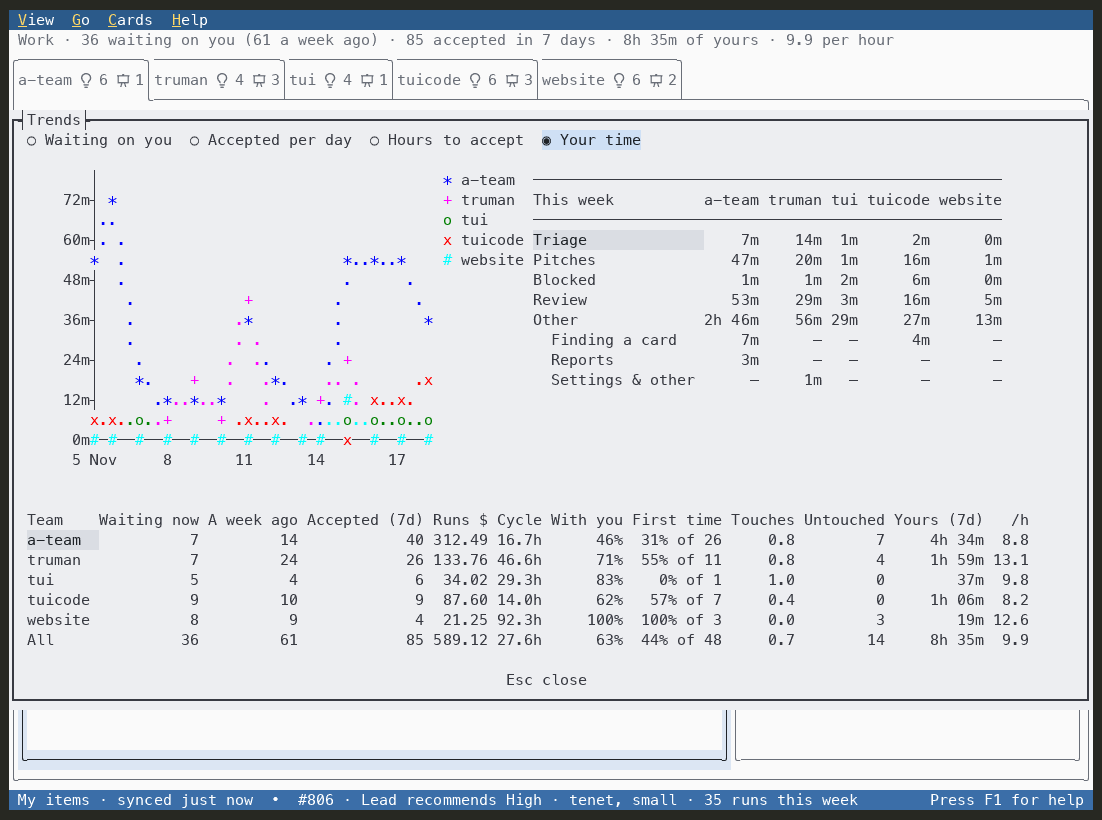 View Go Cards Help
Work · 36 waiting on you (61 a week ago) · 85 accepted in 7 days · 8h 35m of yours · 9.9 per hour
a-team 6 1 truman 4 3 tui 4 1 tuicode 6 3 website 6 2
Trends
○ Waiting on you ○ Accepted per day ○ Hours to accept ◉ Your time
* a-team
+ truman
o tui
x tuicode
# website
72m
60m
48m
36m
24m
12m
0m
5 Nov 8 11 14 17
This week a-team truman tui tuicode website
Triage 7m 14m 1m 2m 0m
Pitches 47m 20m 1m 16m 1m
Blocked 1m 1m 2m 6m 0m
Review 53m 29m 3m 16m 5m
Other 2h 46m 56m 29m 27m 13m
Finding a card 7m — — 4m —
Reports 3m — — — —
Settings & other — 1m — — —
Team Waiting now A week ago Accepted (7d) Runs $ Cycle With you First time Touches Untouched Yours (7d) /h
a-team 7 14 40 312.49 16.7h 46% 31% of 26 0.8 7 4h 34m 8.8
truman 7 24 26 133.76 46.6h 71% 55% of 11 0.8 4 1h 59m 13.1
tui 5 4 6 34.02 29.3h 83% 0% of 1 1.0 0 37m 9.8
tuicode 9 10 9 87.60 14.0h 62% 57% of 7 0.4 0 1h 06m 8.2
website 8 9 4 21.25 92.3h 100% 100% of 3 0.0 3 19m 12.6
All 36 61 85 589.12 27.6h 63% 44% of 48 0.7 14 8h 35m 9.9
Esc close
My items · synced just now • #806 · Lead recommends High · tenet, small · 35 runs this week Press F1 for help